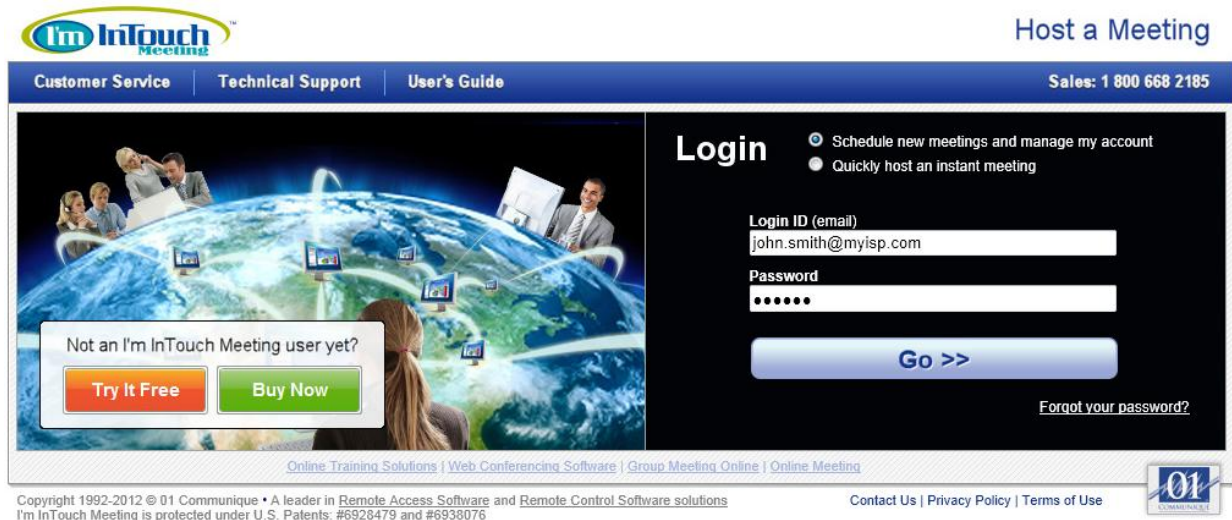 I'm InTouch™
Meeting
Host a Meeting
Customer Service
Technical Support
User's Guide
Sales: 1 800 668 2185
Login
Schedule new meetings and manage my account
Quickly host an instant meeting
Login ID (email)
john.smith@myisp.com
Password
••••••
Go >>
Forgot your password?
Not an I'm InTouch Meeting user yet?
Try It Free
Buy Now
Online Training Solutions | Web Conferencing Software | Group Meeting Online | Online Meeting
Copyright 1992-2012 © 01 Communique • A leader in Remote Access Software and Remote Control Software solutions
I'm InTouch Meeting is protected under U.S. Patents: #6928479 and #6938076
Contact Us | Privacy Policy | Terms of Use
01
COMMUNIQUE